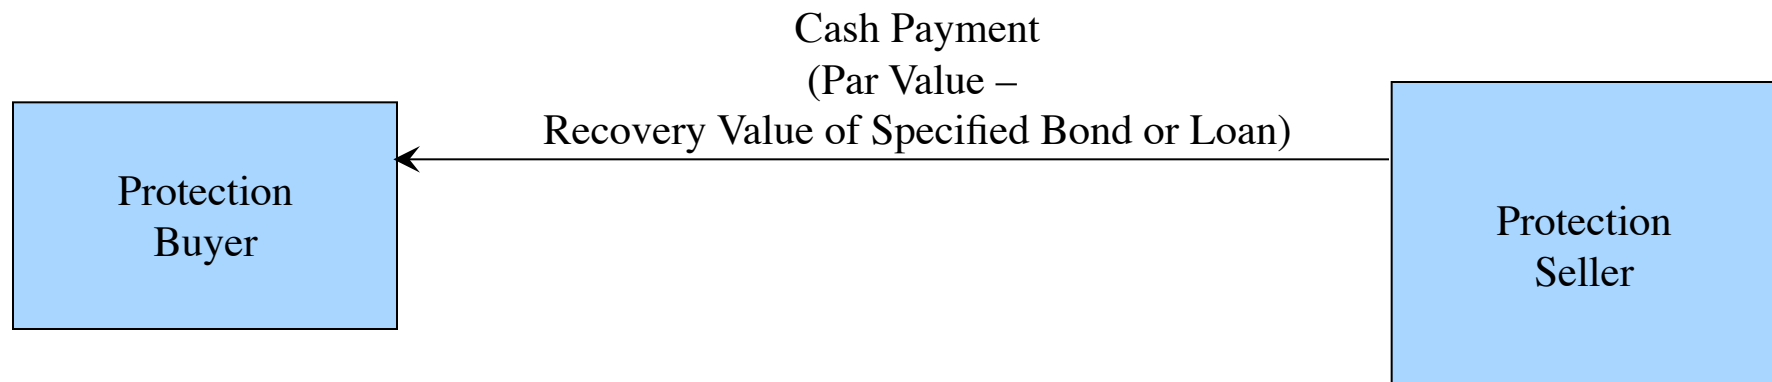 Cash Payment
(Par Value –
Recovery Value of Specified Bond or Loan)
Protection
Buyer
Protection
Seller